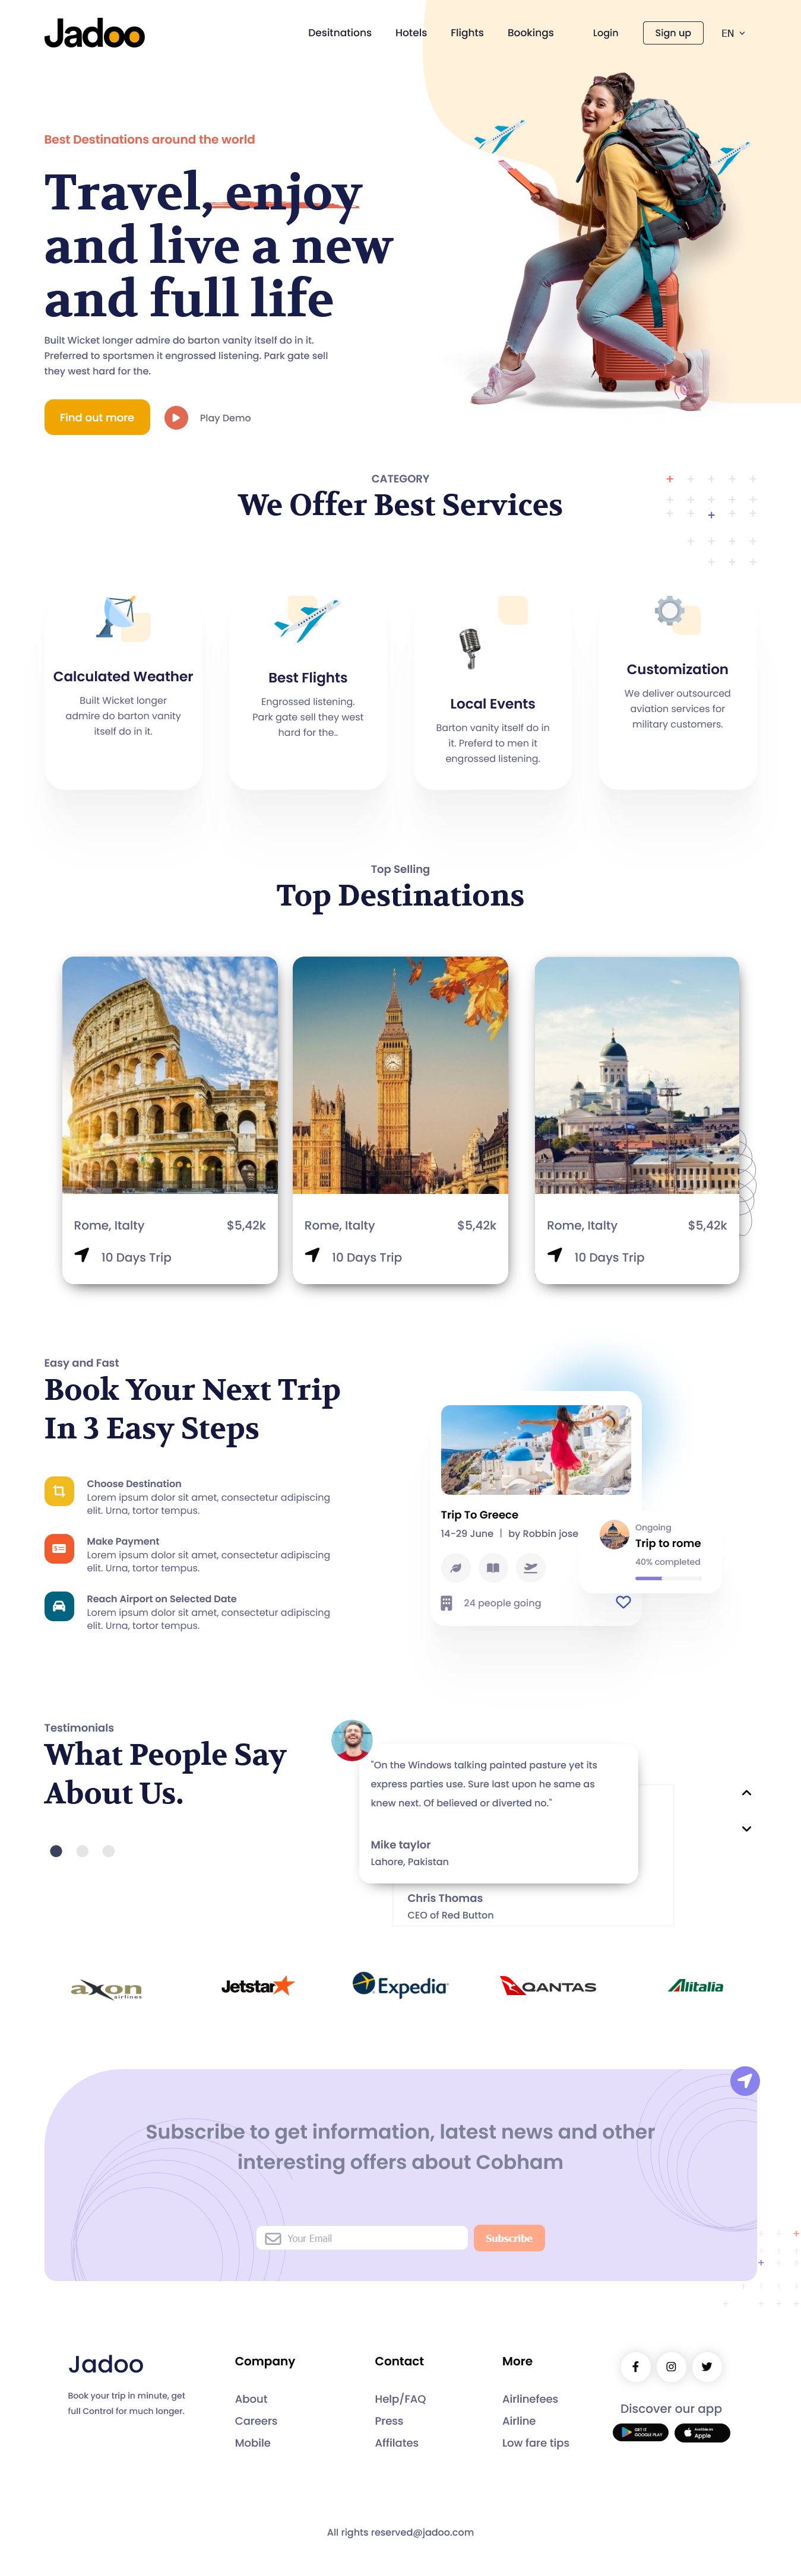 Jadoo
Desitnations
Hotels
Flights
Bookings
Login
Sign up
EN
Best Destinations around the world
Travel, enjoy
and live a new
and full life
Built Wicket longer admire do barton vanity itself do in it.
Preferred to sportsmen it engrossed listening. Park gate sell
they west hard for the.
Find out more
Play Demo
CATEGORY
We Offer Best Services
Calculated Weather
Built Wicket longer
admire do barton vanity
itself do in it.
Best Flights
Engrossed listening.
Park gate sell they west
hard for the..
Local Events
Barton vanity itself do in
it. Preferd to men it
engrossed listening.
Customization
We deliver outsourced
aviation services for
military customers.
Top Selling
Top Destinations
Rome, Italty
$5,42k
10 Days Trip
Rome, Italty
$5,42k
10 Days Trip
Rome, Italty
$5,42k
10 Days Trip
Easy and Fast
Book Your Next Trip
In 3 Easy Steps
Choose Destination
Lorem ipsum dolor sit amet, consectetur adipiscing
elit. Urna, tortor tempus.
Make Payment
Lorem ipsum dolor sit amet, consectetur adipiscing
elit. Urna, tortor tempus.
Reach Airport on Selected Date
Lorem ipsum dolor sit amet, consectetur adipiscing
elit. Urna, tortor tempus.
Trip To Greece
14-29 June | by Robbin jose
24 people going
Ongoing
Trip to rome
40% completed
Testimonials
What People Say
About Us.
"On the Windows talking painted pasture yet its
express parties use. Sure last upon he same as
knew next. Of believed or diverted no."
Mike taylor
Lahore, Pakistan
Chris Thomas
CEO of Red Button
axon
airlines
Jetstar
Expedia
QANTAS
Alitalia
Subscribe to get information, latest news and other
interesting offers about Cobham
Your Email
Subscribe
Jadoo
Book your trip in minute, get
full Control for much longer.
Company
About
Careers
Mobile
Contact
Help/FAQ
Press
Affilates
More
Airlinefees
Airline
Low fare tips
Discover our app
GET IT
GOOGLE PLAY
Available on
Apple
All rights reserved@jadoo.com